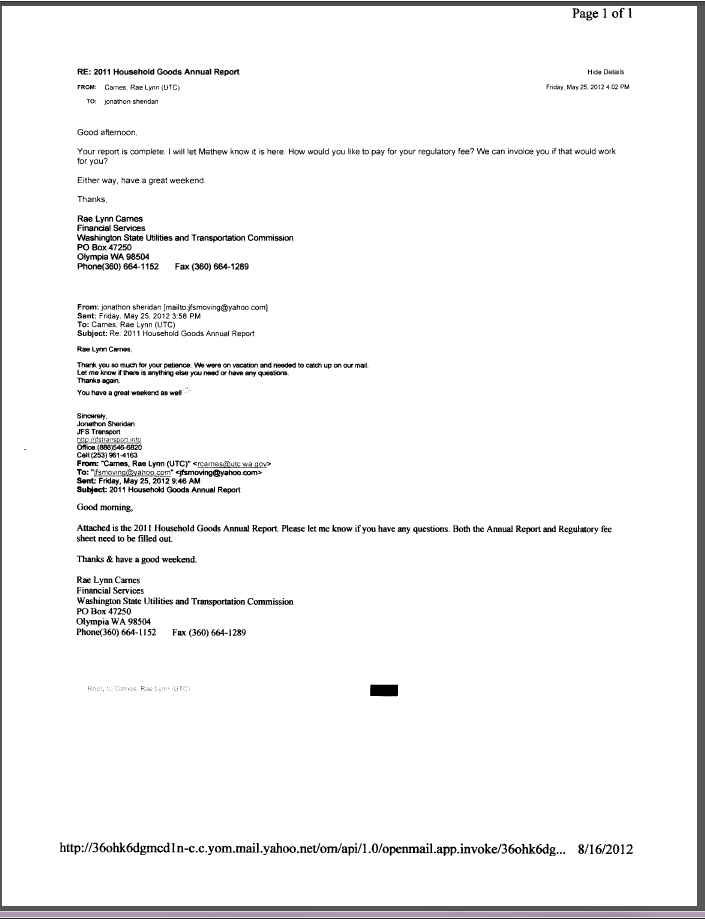 Page 1 of 1
RE: 2011 Household Goods Annual Report
Hide Details
FROM: Carnes, Rae Lynn (UTC)
Friday, May 25, 2012 4:02 PM
TO: jonathon sheridan
Good afternoon,
Your report is complete. I will let Mathew know it is here. How would you like to pay for your regulatory fee? We can invoice you if that would work
for you?
Either way, have a great weekend.
Thanks,
Rae Lynn Carnes
Financial Services
Washington State Utilities and Transportation Commission
PO Box 47250
Olympia WA 98504
Phone(360) 664-1152 Fax (360) 664-1289
From: jonathon sheridan [mailto:jfsmoving@yahoo.com]
Sent: Friday, May 25, 2012 3:56 PM
To: Carnes, Rae Lynn (UTC)
Subject: Re: 2011 Household Goods Annual Report
Rae Lynn Carnes,
Thank you so much for your patience. We were on vacation and needed to catch up on our mail.
Let me know if there is anything else you need or have any questions.
Thanks again.
You have a great weekend as well
Sincerely,
Jonathon Sheridan
JFS Transport
http://jfstransport.info
Office:(886)546-6820
Cell:(253) 961-4163
From: "Carnes, Rae Lynn (UTC)" <rcarnes@utc.wa.gov>
To: "jfsmoving@yahoo.com" <jfsmoving@yahoo.com>
Sent: Friday, May 25, 2012 9:46 AM
Subject: 2011 Household Goods Annual Report
Good morning,
Attached is the 2011 Household Goods Annual Report. Please let me know if you have any questions. Both the Annual Report and Regulatory fee
sheet need to be filled out.
Thanks & have a good weekend.
Rae Lynn Carnes
Financial Services
Washington State Utilities and Transportation Commission
PO Box 47250
Olympia WA 98504
Phone(360) 664-1152 Fax (360) 664-1289
Reply to Carnes, Rae Lynn (UTC)
http://36ohk6dgmcd1n-c.c.yom.mail.yahoo.net/om/api/1.0/openmail.app.invoke/36ohk6dg... 8/16/2012